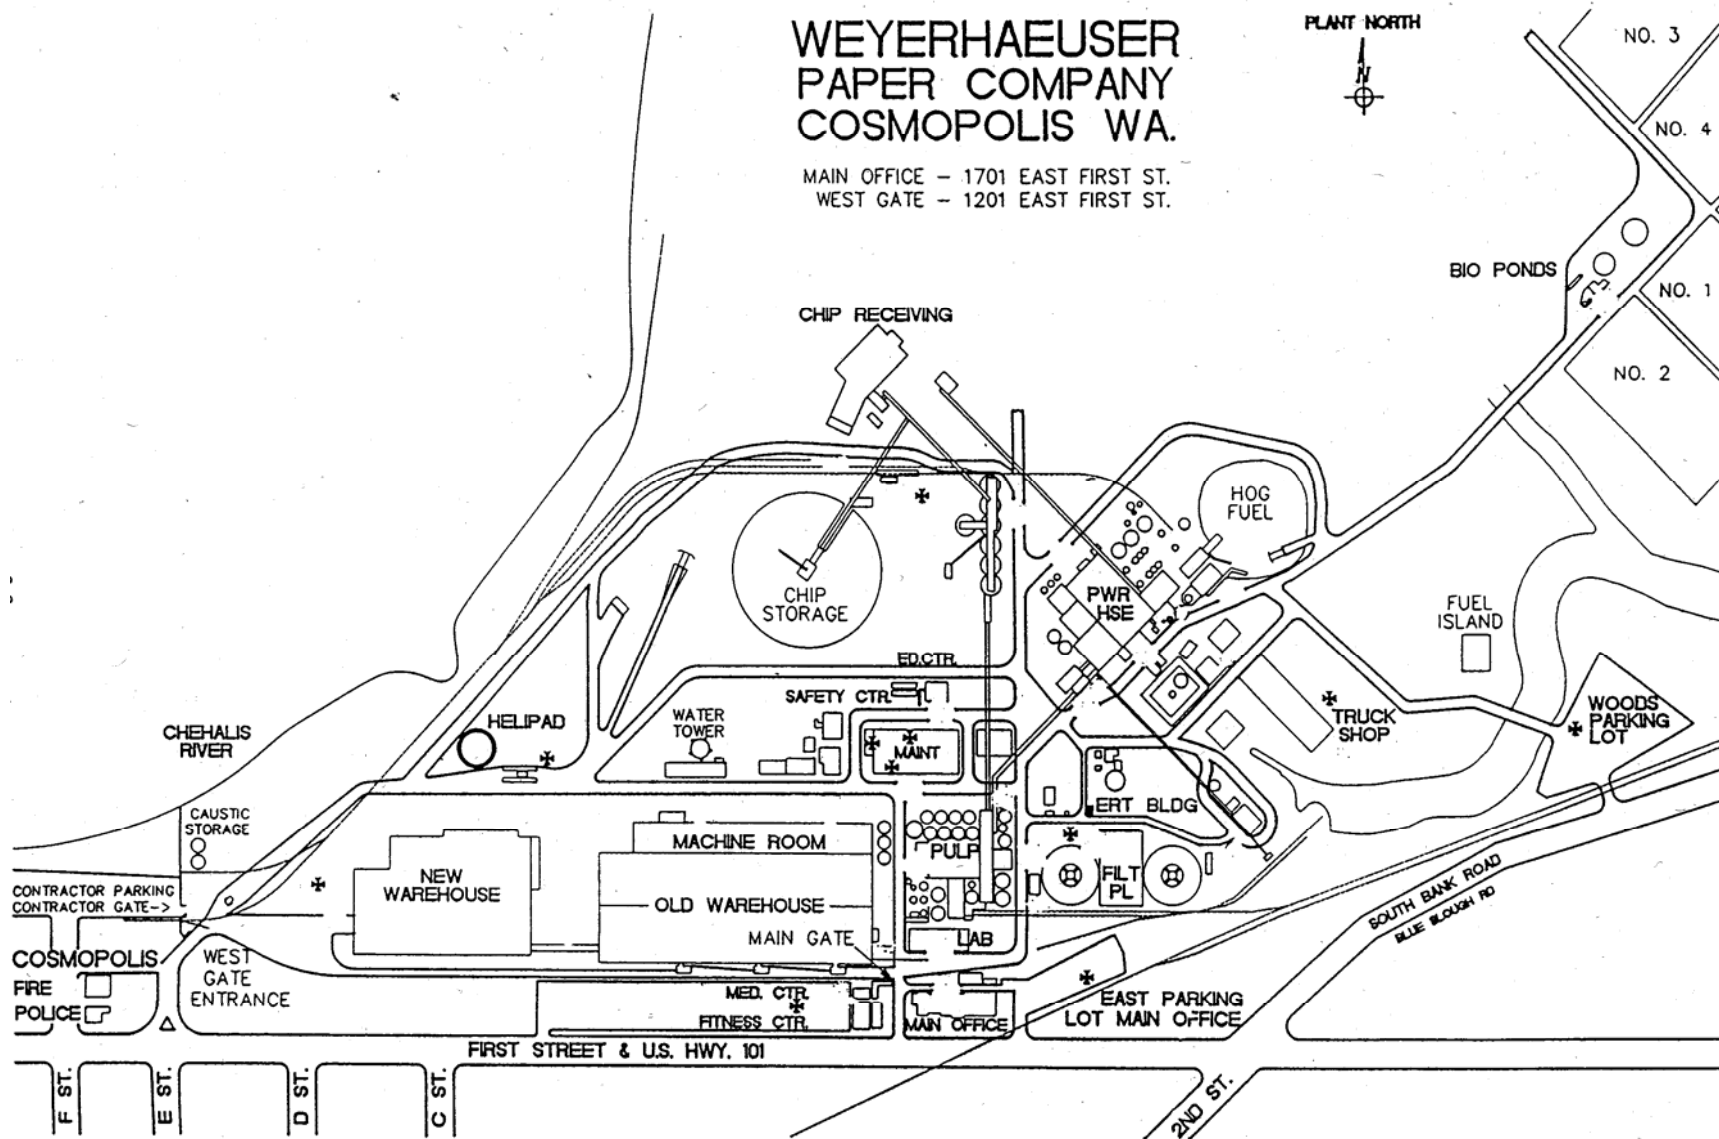 WEYERHAEUSER
PAPER COMPANY
COSMOPOLIS WA.
MAIN OFFICE - 1701 EAST FIRST ST.
WEST GATE - 1201 EAST FIRST ST.
PLANT NORTH
N
NO. 3
NO. 4
BIO PONDS
NO. 1
NO. 2
CHIP RECEIVING
HOG
FUEL
CHIP
STORAGE
PWR
HSE
FUEL
ISLAND
ED.CTR.
SAFETY CTR.
WATER
TOWER
HELIPAD
CHEHALIS
RIVER
MAINT
TRUCK
SHOP
WOODS
PARKING
LOT
CAUSTIC
STORAGE
ERT BLDG
MACHINE ROOM
PULP
FILT
PL
NEW
WAREHOUSE
OLD WAREHOUSE
CONTRACTOR PARKING
CONTRACTOR GATE->
MAIN GATE
LAB
SOUTH BANK ROAD
BLUE SLOUGH RD
COSMOPOLIS
FIRE
POLICE
WEST
GATE
ENTRANCE
MED. CTR.
FITNESS CTR.
MAIN OFFICE
EAST PARKING
LOT MAIN OFFICE
FIRST STREET & U.S. HWY. 101
F ST.
E ST.
D ST.
C ST.
2ND ST.